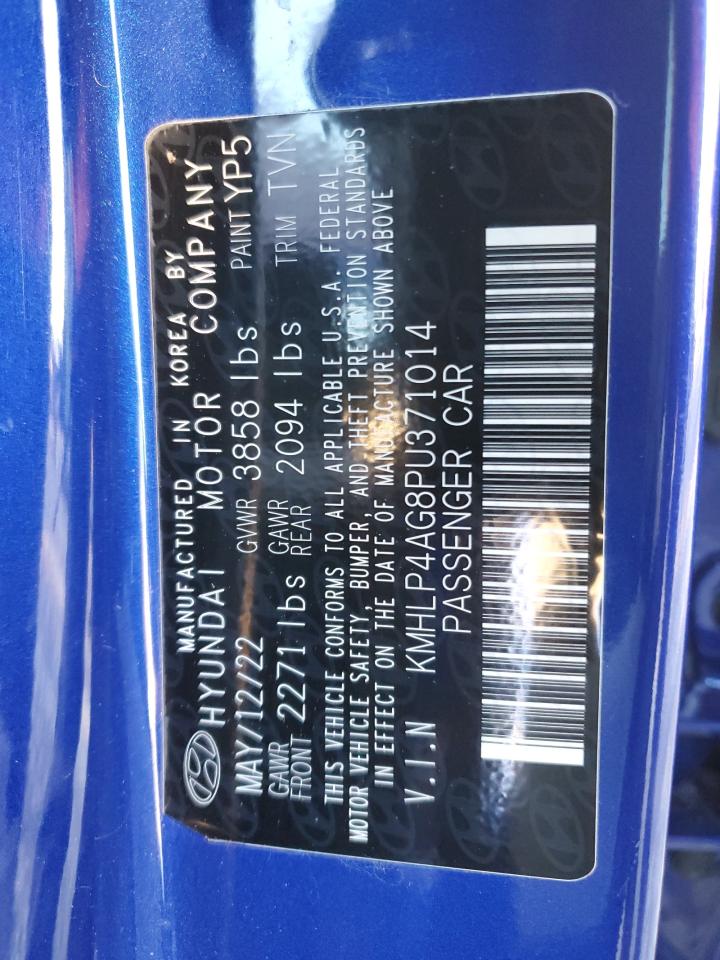 MANUFACTURED IN KOREA BY
HYUNDAI MOTOR COMPANY
MAY/12/22 GVWR 3858 lbs PAINT YP5
GAWR FRONT 2271 lbs GAWR REAR 2094 lbs TRIM TVN
THIS VEHICLE CONFORMS TO ALL APPLICABLE U.S.A. FEDERAL
MOTOR VEHICLE SAFETY, BUMPER, AND THEFT PREVENTION STANDARDS
IN EFFECT ON THE DATE OF MANUFACTURE SHOWN ABOVE
V.I.N KMHLP4AG8PU371014
PASSENGER CAR